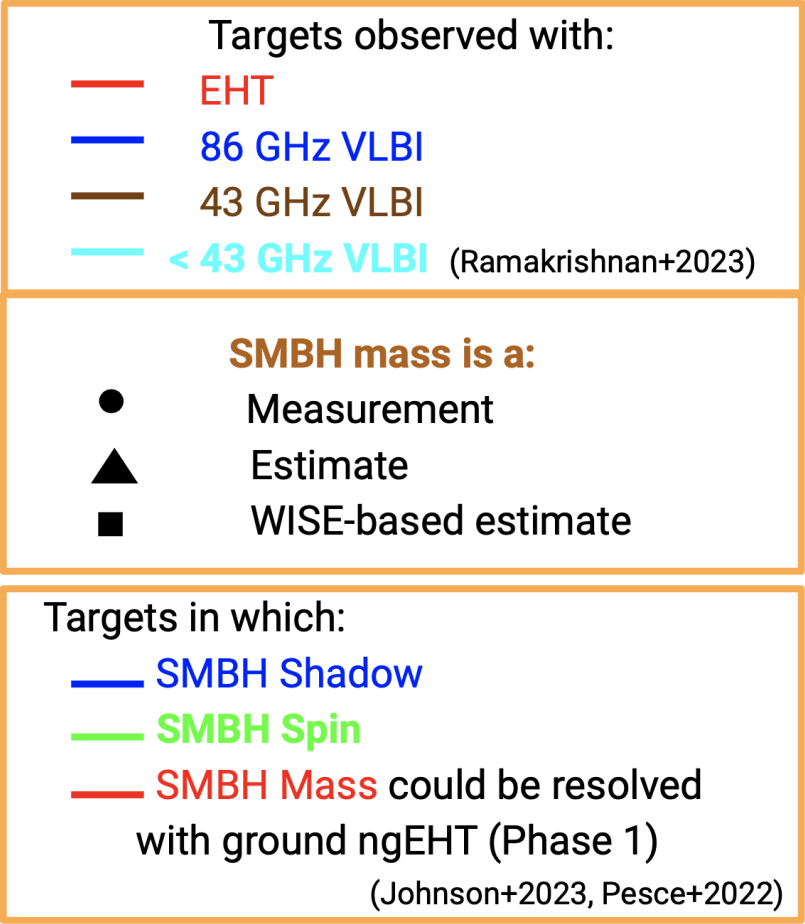 Targets observed with:
EHT
86 GHz VLBI
43 GHz VLBI
< 43 GHz VLBI (Ramakrishnan+2023)
SMBH mass is a:
Measurement
Estimate
WISE-based estimate
Targets in which:
SMBH Shadow
SMBH Spin
SMBH Mass could be resolved
with ground ngEHT (Phase 1)
(Johnson+2023, Pesce+2022)